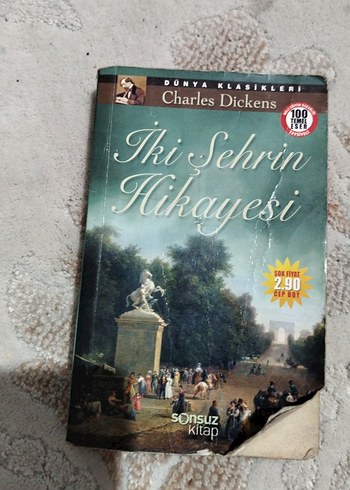 DÜNYA KLASİKLERİ
Charles Dickens
100
TEMEL
ESER
İki Şehrin
Hikayesi
ŞOK FİYAT
2.90
CEP BOY
sonsuz
kitap